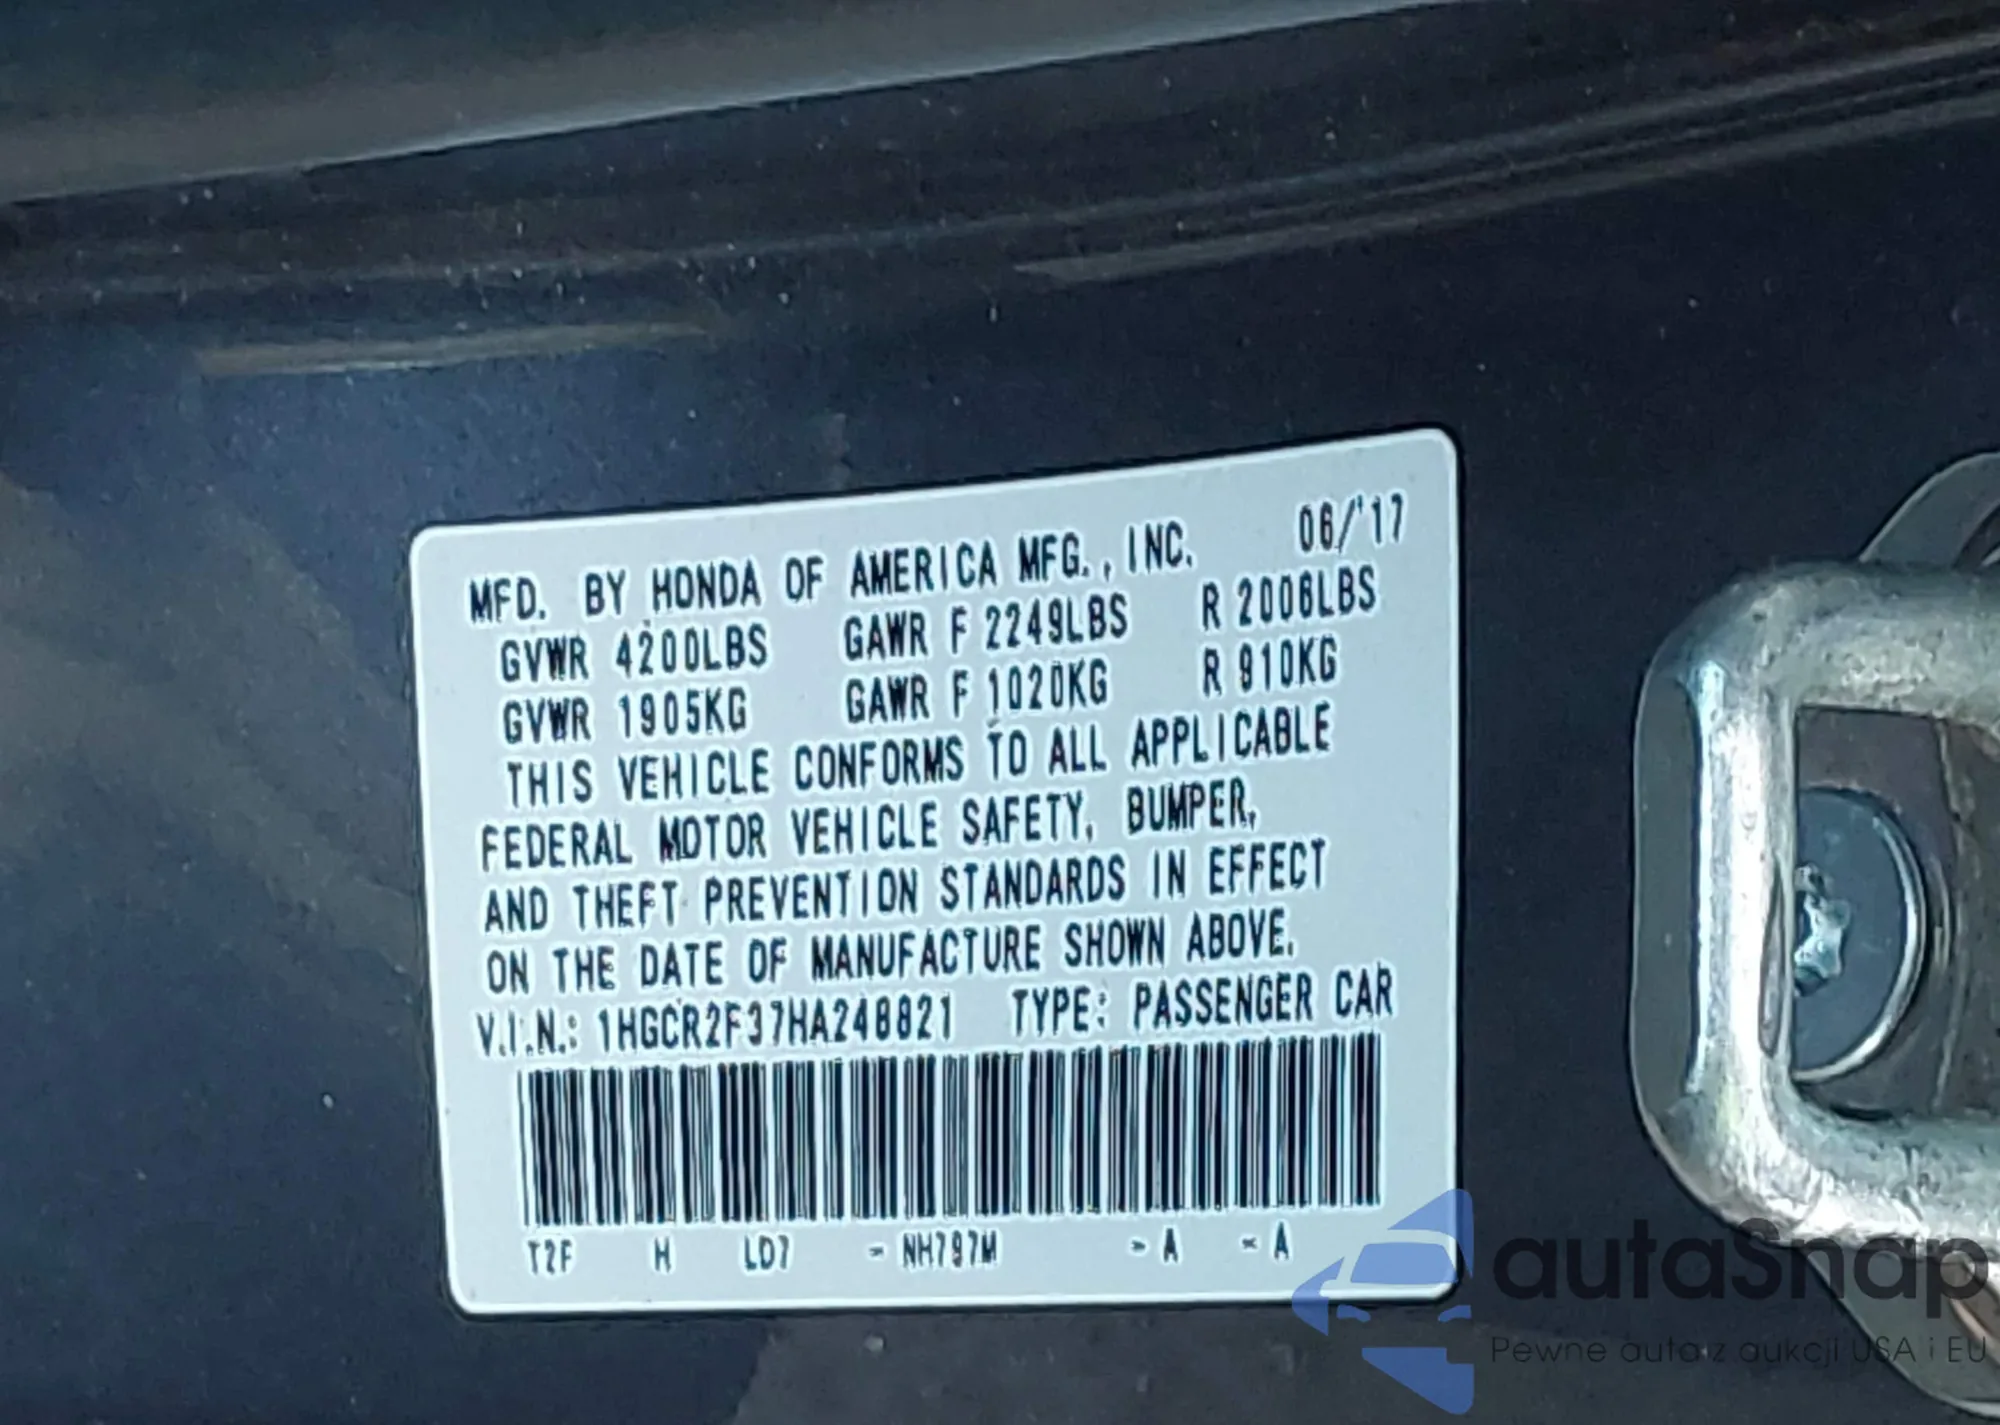 MFD. BY HONDA OF AMERICA MFG., INC. 06/'17
GVWR 4200LBS GAWR F 2249LBS R 2006LBS
GVWR 1905KG GAWR F 1020KG R 910KG
THIS VEHICLE CONFORMS TO ALL APPLICABLE
FEDERAL MOTOR VEHICLE SAFETY, BUMPER,
AND THEFT PREVENTION STANDARDS IN EFFECT
ON THE DATE OF MANUFACTURE SHOWN ABOVE.
V.I.N.: 1HGCR2F37HA248821 TYPE: PASSENGER CAR
T2F H LD7 - NH797M - A - A
autaSnap
Pewne auta z aukcji USA i EU